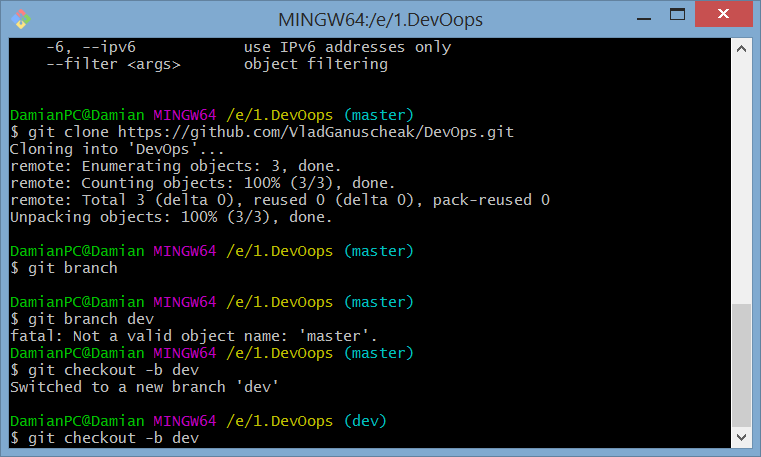 MINGW64:/e/1.DevOops
-6, --ipv6            use IPv6 addresses only
--filter <args>       object filtering
DamianPC@Damian MINGW64 /e/1.DevOops (master)
$ git clone https://github.com/VladGanuscheak/DevOps.git
Cloning into 'DevOps'...
remote: Enumerating objects: 3, done.
remote: Counting objects: 100% (3/3), done.
remote: Total 3 (delta 0), reused 0 (delta 0), pack-reused 0
Unpacking objects: 100% (3/3), done.
DamianPC@Damian MINGW64 /e/1.DevOops (master)
$ git branch
DamianPC@Damian MINGW64 /e/1.DevOops (master)
$ git branch dev
fatal: Not a valid object name: 'master'.
DamianPC@Damian MINGW64 /e/1.DevOops (master)
$ git checkout -b dev
Switched to a new branch 'dev'
DamianPC@Damian MINGW64 /e/1.DevOops (dev)
$ git checkout -b dev